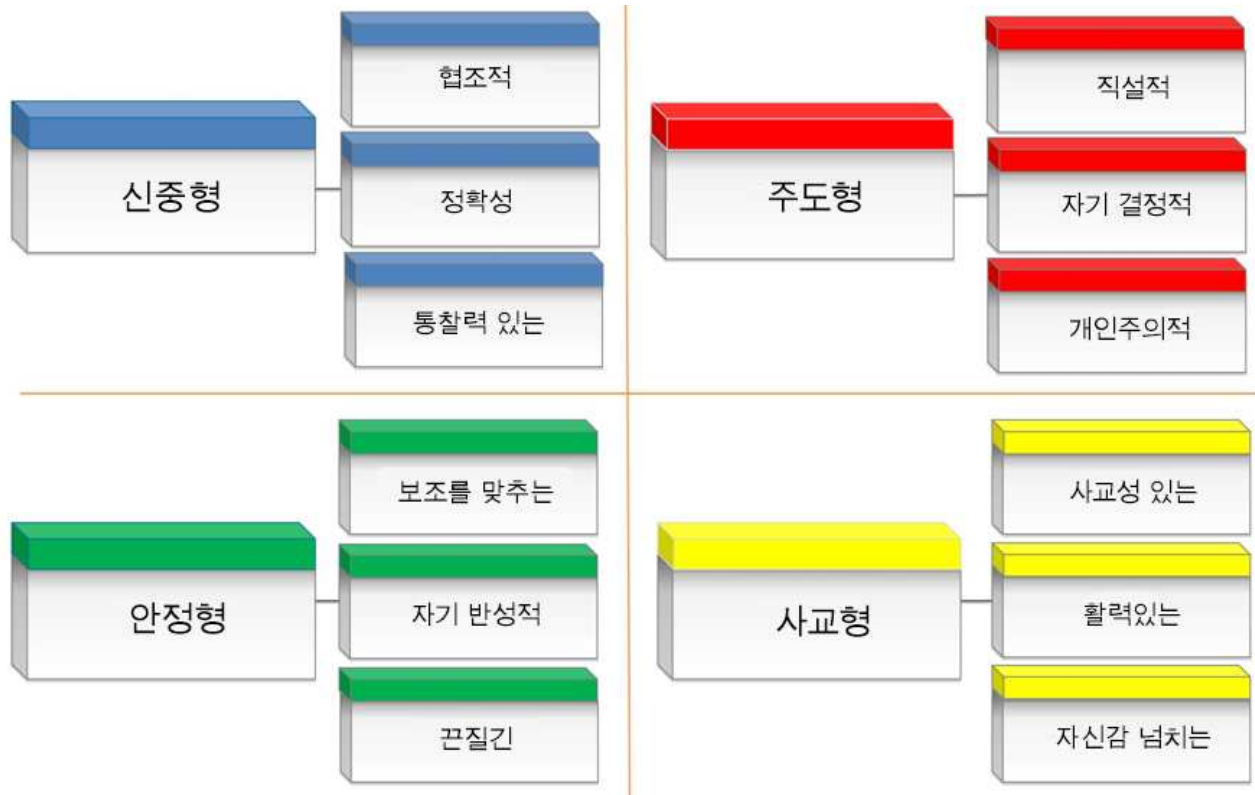 신중형
협조적
정확성
통찰력 있는
주도형
직설적
자기 결정적
개인주의적
안정형
보조를 맞추는
자기 반성적
끈질긴
사교형
사교성 있는
활력있는
자신감 넘치는